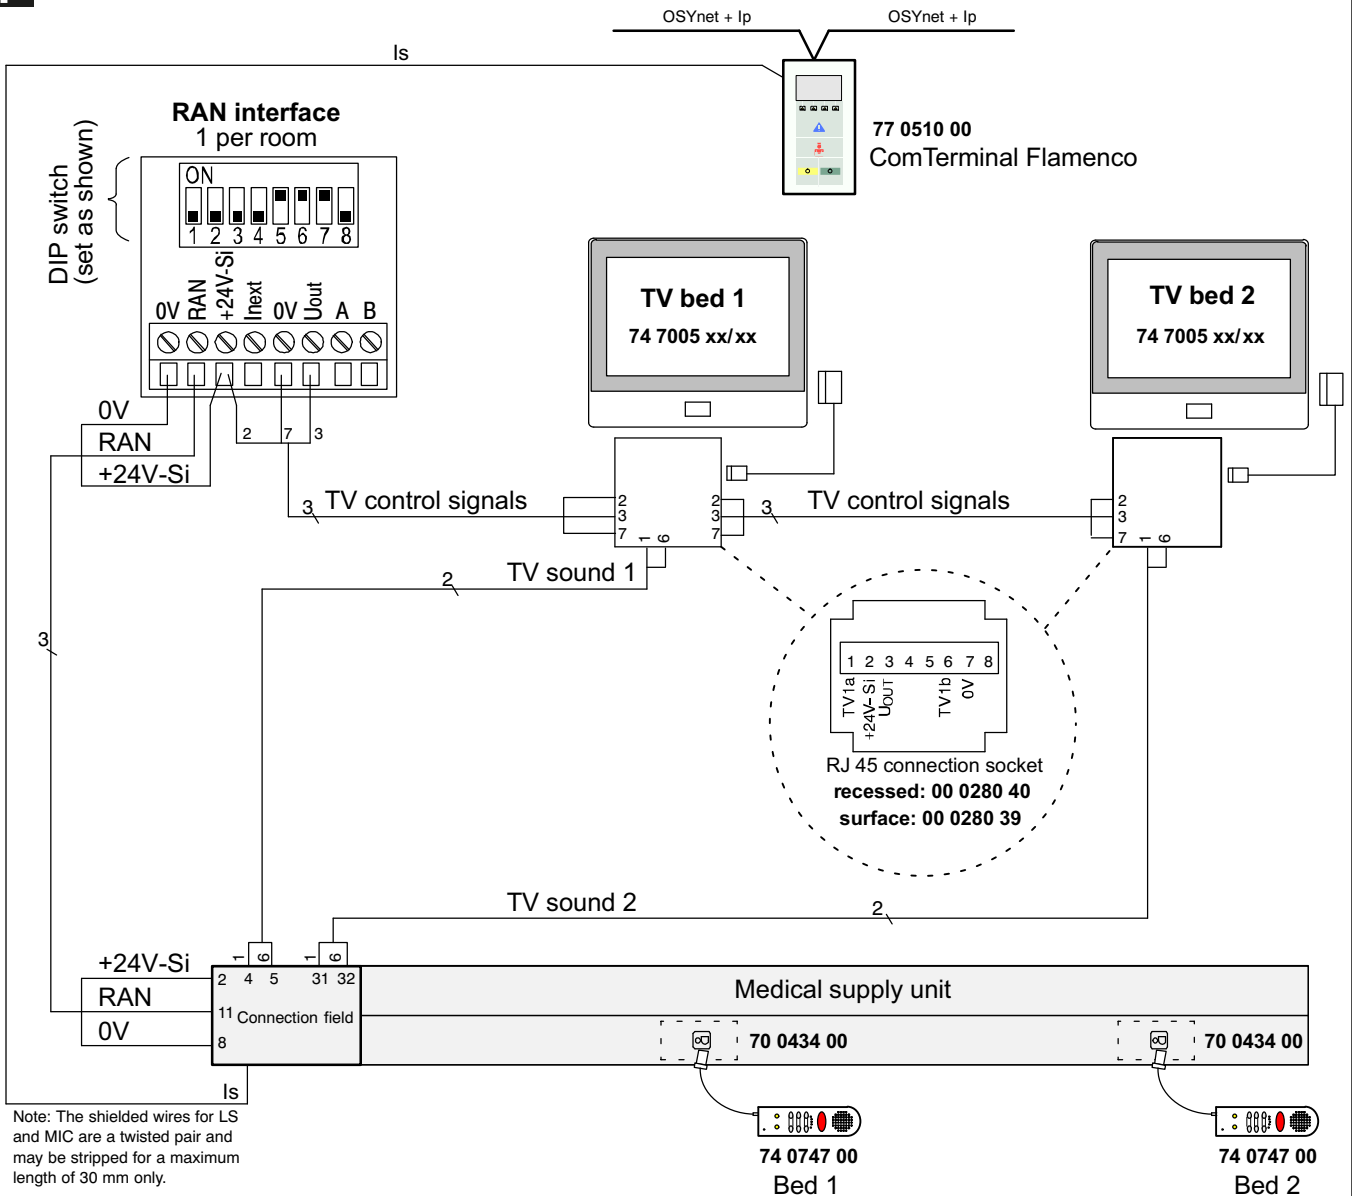 OSYnet + Ip
OSYnet + Ip
Is
RAN interface
1 per room
77 0510 00
ComTerminal Flamenco
DIP switch
(set as shown)
ON
1 2 3 4 5 6 7 8
0V RAN +24V-Si Inext 0V Uout A B
TV bed 1
74 7005 xx/xx
TV bed 2
74 7005 xx/xx
0V
RAN
+24V-Si
2 7 3
3
TV control signals
2
3
7
1 6
2
3
7
3
TV control signals
2
3
7
1 6
2
TV sound 1
3
1 2 3 4 5 6 7 8
TV1a +24V- Si UOUT TV1b 0V
RJ 45 connection socket
recessed: 00 0280 40
surface: 00 0280 39
TV sound 2
2
1 6 1 6
+24V-Si
RAN
0V
2 4 5 31 32
11 Connection field
8
Medical supply unit
70 0434 00
70 0434 00
Is
Note: The shielded wires for LS
and MIC are a twisted pair and
may be stripped for a maximum
length of 30 mm only.
74 0747 00
Bed 1
74 0747 00
Bed 2